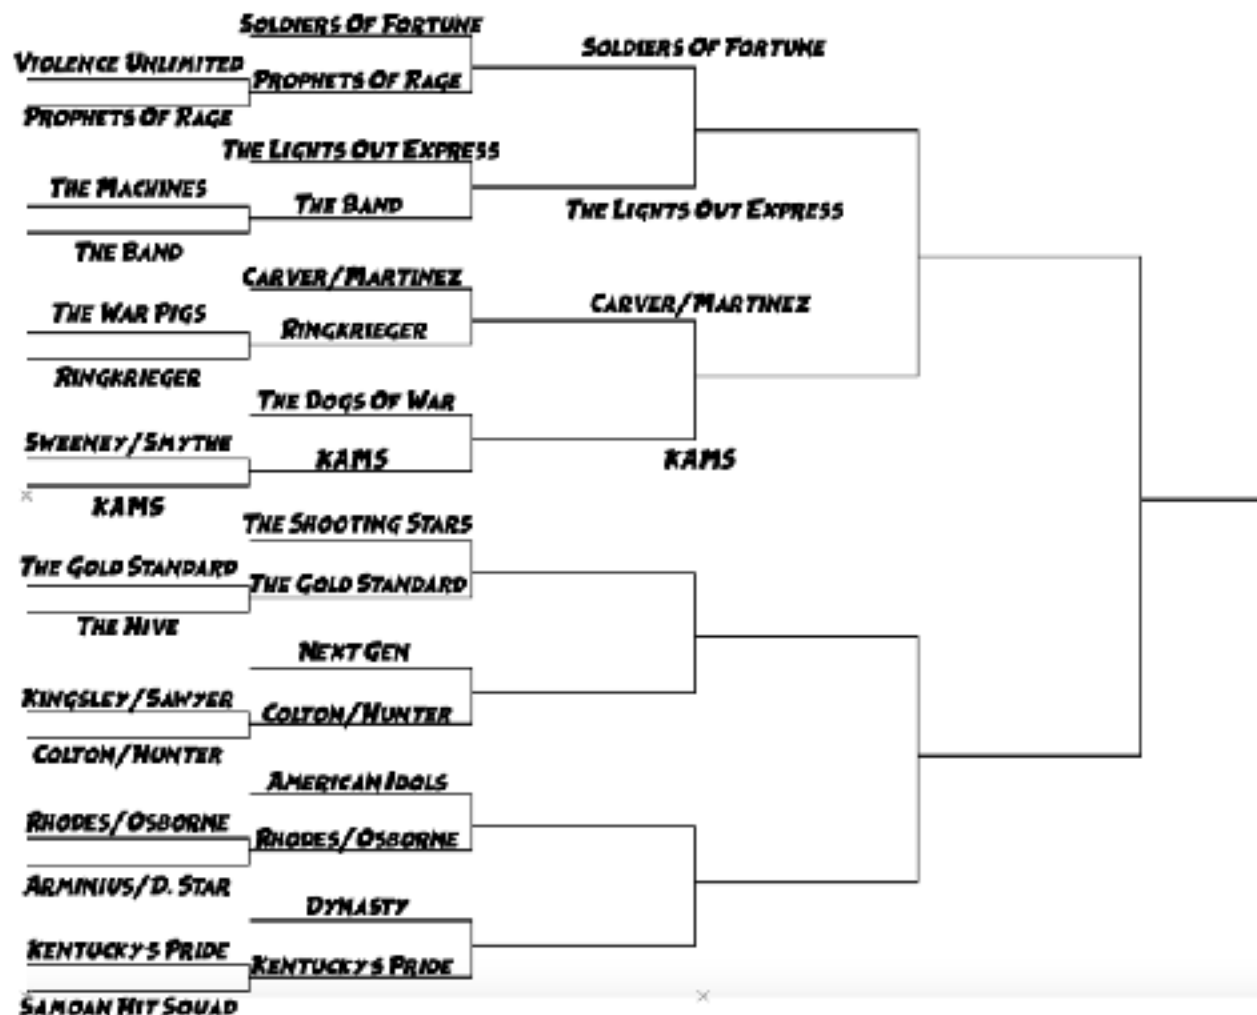 Soldiers Of Fortune
Soldiers Of Fortune
Violence Unlimited
Prophets Of Rage
Prophets Of Rage
The Lights Out Express
The Machines
The Band
The Lights Out Express
The Band
Carver/Martinez
Carver/Martinez
The War Pigs
Ringkrieger
Ringkrieger
The Dogs Of War
Sweeney/Smythe
KAMS
KAMS
KAMS
The Shooting Stars
The Gold Standard
The Gold Standard
The Hive
Next Gen
Kingsley/Sawyer
Colton/Hunter
Colton/Hunter
American Idols
Rhodes/Osborne
Rhodes/Osborne
Arminius/D. Star
Dynasty
Kentuckys Pride
Kentuckys Pride
Samoan Hit Squad